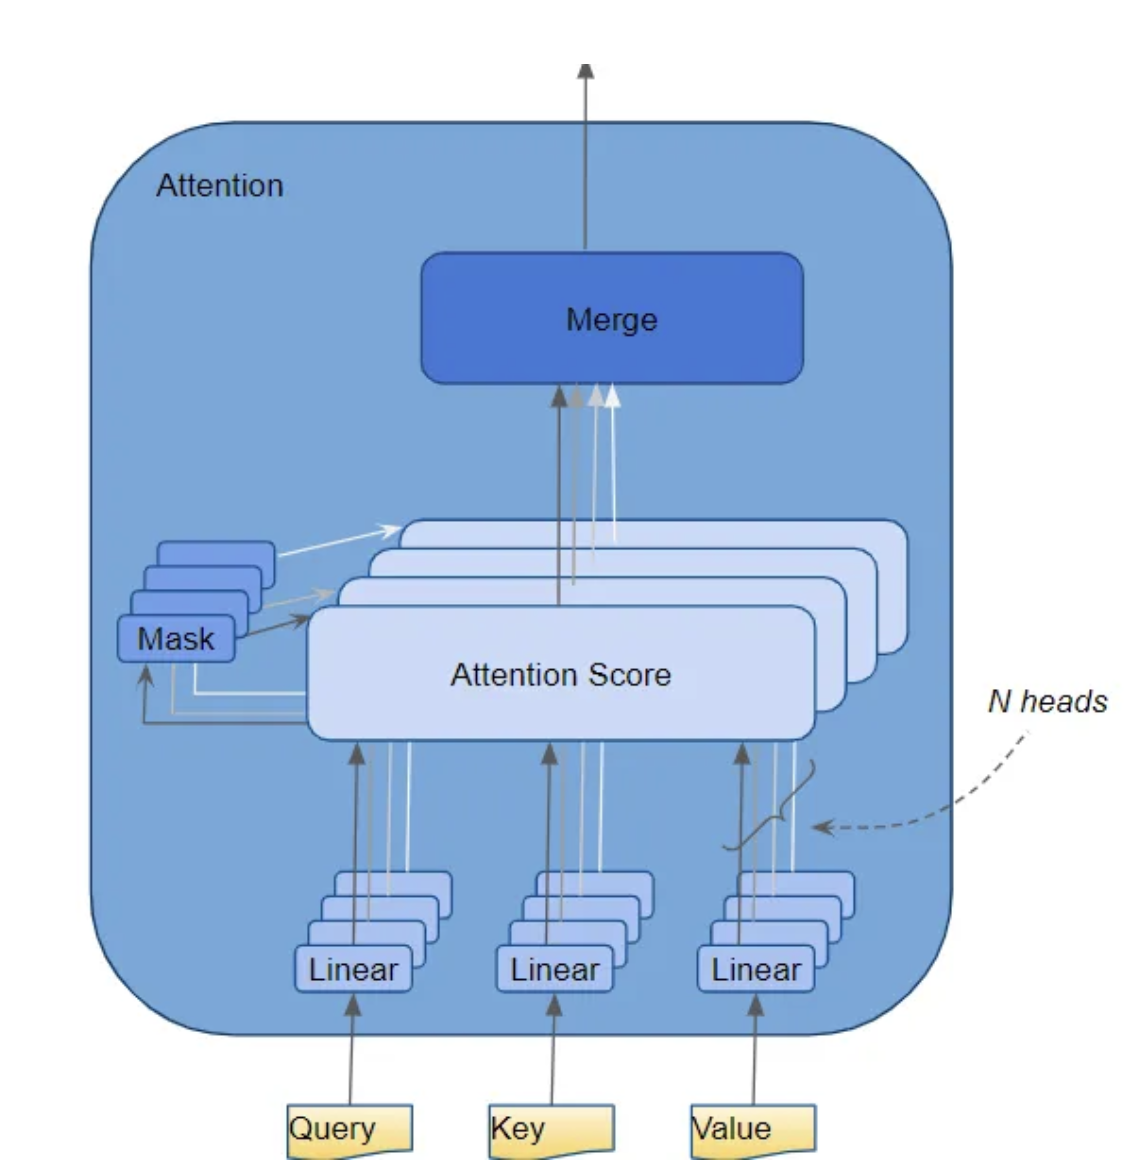 Attention
Merge
Mask
Attention Score
N heads
Linear
Linear
Linear
Query
Key
Value